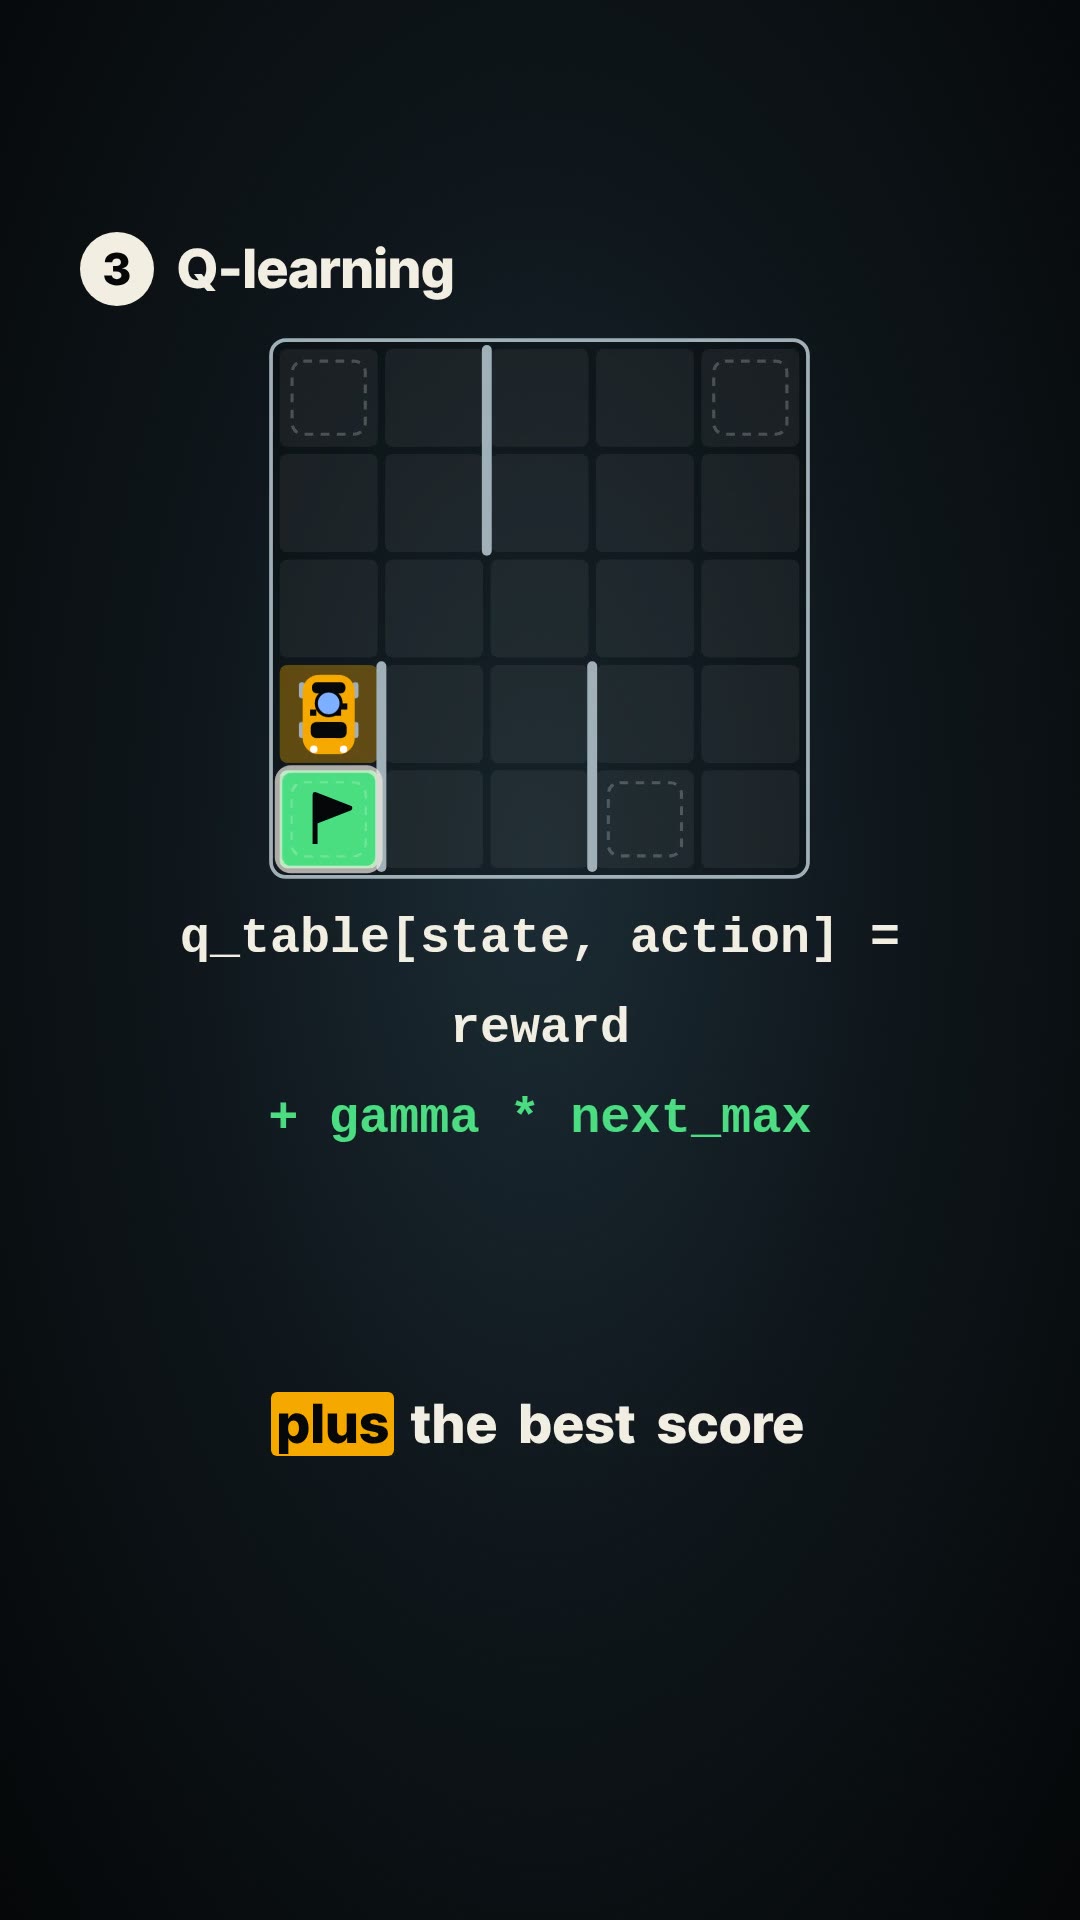 3 Q-learning
q_table[state, action] =
reward
+ gamma * next_max
plus the best score